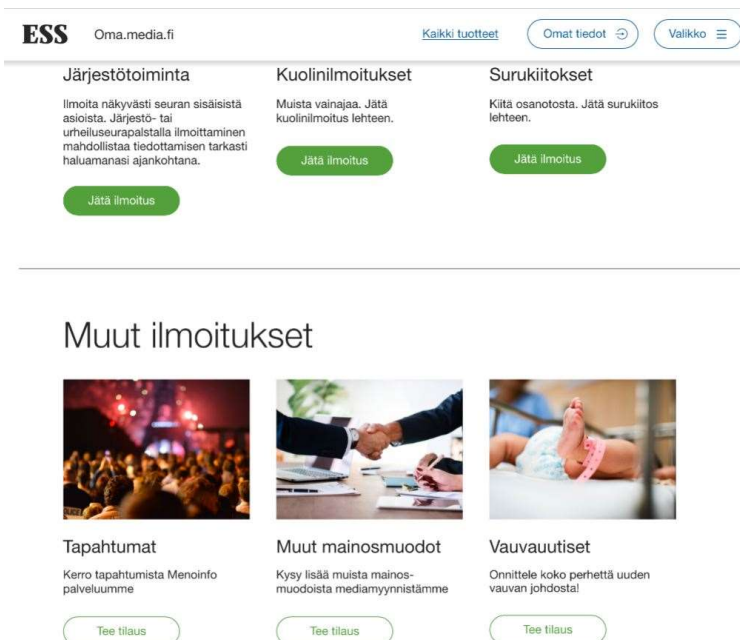 ESS Oma.media.fi Kaikki tuotteet Omat tiedot Valikko
Järjestötoiminta
Ilmoita näkyvästi seuran sisäisistä
asioista. Järjestö- tai
urheiluseurapalstalla ilmoittaminen
mahdollistaa tiedottamisen tarkasti
haluamanasi ajankohtana.
Jätä ilmoitus
Kuolinilmoitukset
Muista vainajaa. Jätä
kuolinilmoitus lehteen.
Jätä ilmoitus
Surukiitokset
Kiitä osanotosta. Jätä surukiitos
lehteen.
Jätä ilmoitus
Muut ilmoitukset
Tapahtumat
Kerro tapahtumista Menoinfo
palveluumme
Tee tilaus
Muut mainosmuodot
Kysy lisää muista mainos-
muodoista mediamyynnistämme
Tee tilaus
Vauvauutiset
Onnittele koko perhettä uuden
vauvan johdosta!
Tee tilaus